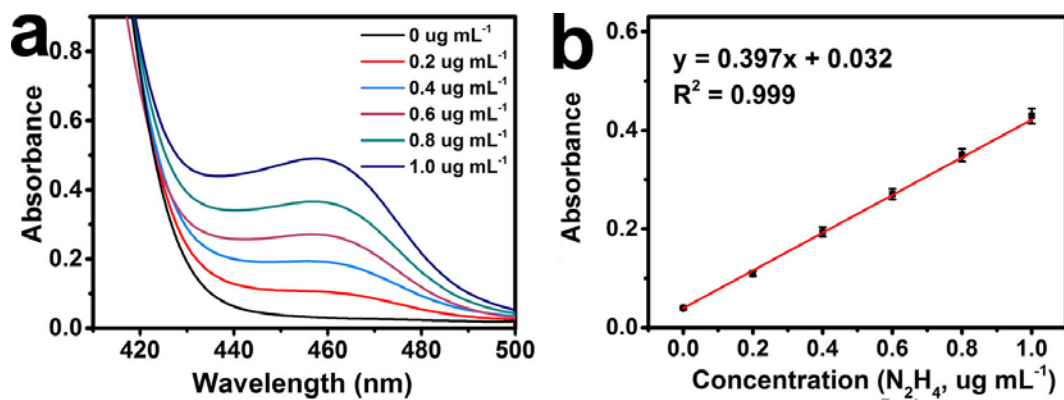 a
0 ug mL⁻¹
0.2 ug mL⁻¹
0.4 ug mL⁻¹
0.6 ug mL⁻¹
0.8 ug mL⁻¹
1.0 ug mL⁻¹
Absorbance
0.8
0.6
0.4
0.2
0.0
420 440 460 480 500
Wavelength (nm)
b
y = 0.397x + 0.032
R² = 0.999
Absorbance
0.6
0.4
0.2
0.0
0.0 0.2 0.4 0.6 0.8 1.0
Concentration (N₂H₄, ug mL⁻¹)